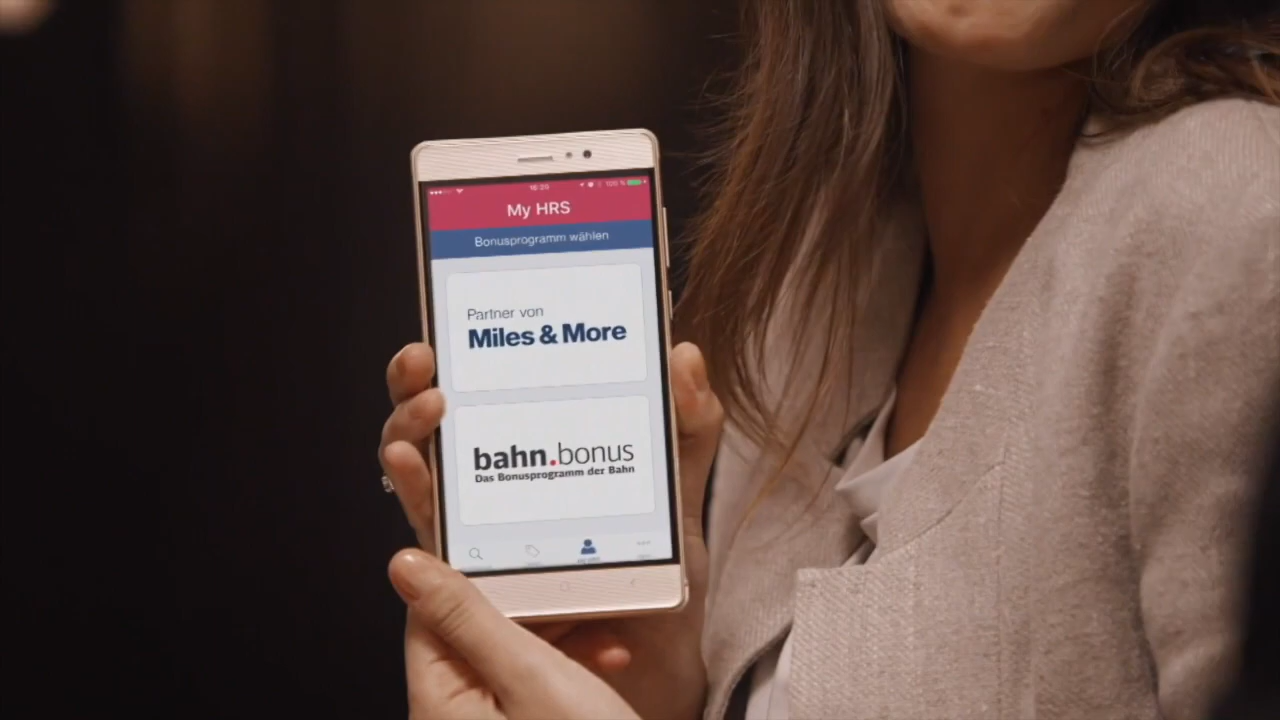 My HRS
Bonusprogramm wählen
Partner von
Miles & More
bahn.bonus
Das Bonusprogramm der Bahn